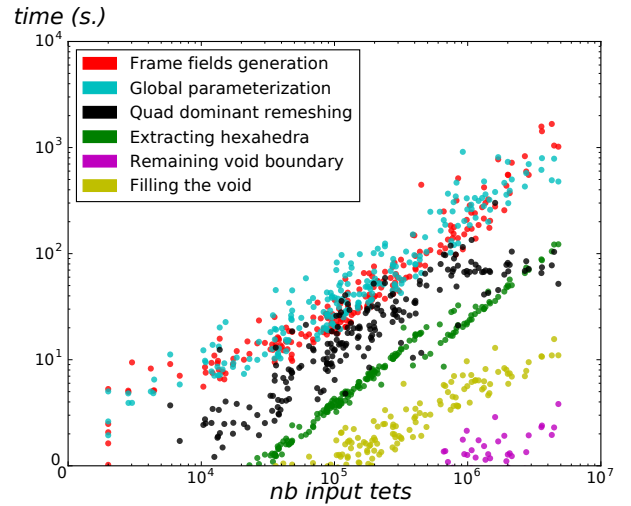 time (s.)
10^4
Frame fields generation
Global parameterization
Quad dominant remeshing
Extracting hexahedra
Remaining void boundary
Filling the void
10^3
10^2
10^1
0
0 10^4 10^5 10^6 10^7
nb input tets